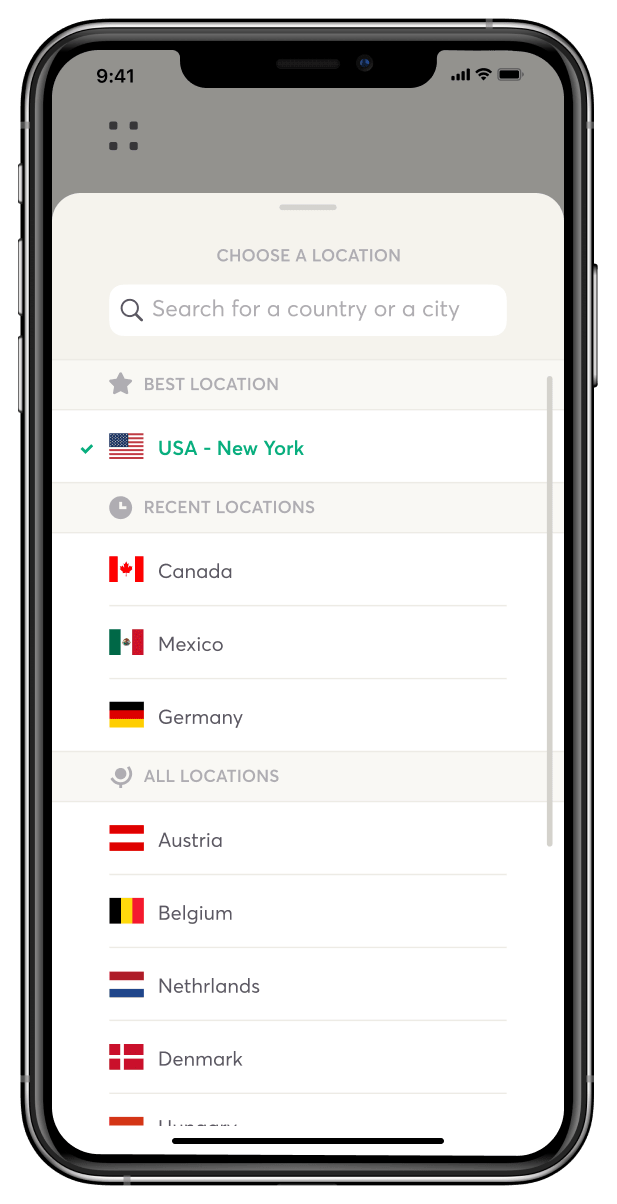 9:41
CHOOSE A LOCATION
Search for a country or a city
BEST LOCATION
USA - New York
RECENT LOCATIONS
Canada
Mexico
Germany
ALL LOCATIONS
Austria
Belgium
Nethrlands
Denmark
Hungary